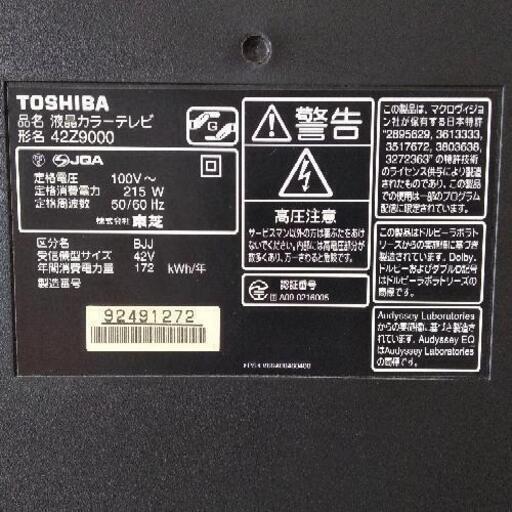 TOSHIBA
品名 液晶カラーテレビ
形名 42Z9000
JQA
定格電圧 100V～
定格消費電力 215 W
定格周波数 50/60 Hz
株式会社 東芝
区分名 BJJ
受信機型サイズ 42V
年間消費電力量 172 kWh/年
製造番号
92491272
警告
高圧注意
サービスマン以外の方は裏ぶたをあけ
ないでください。内部には高電圧部分が
数多くあり、万一さわると危険です。
認証番号
A09-0216005
この製品は、マクロヴィジョ
ン社が保有する日本特許
"2895629, 3613333,
3517672, 3803638,
3272363" の特許技術
のライセンス供与により製造
されたものであり、この製品
での使用は一部のプログラム
配信に限定されています。
この製品は、ドルビーラボラト
リーズからの実施権に基づき
製造されています。Dolby、
ドルビーおよびダブルD記号
はドルビーラボラトリーズの
商標です。
Audyssey Laboratories
からの実施権に基づき製造さ
れています。Audyssey EQ
はAudyssey Laboratories
の商標です。